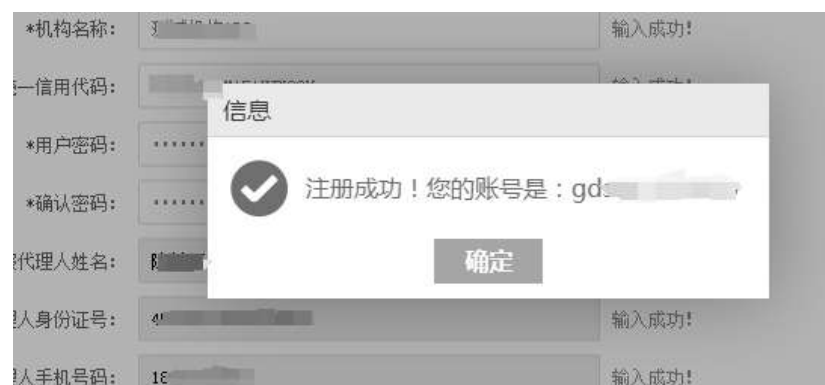 *机构名称: 输入成功!
一信用代码:
信息
*用户密码:
注册成功！您的账号是：gd
*确认密码:
确定
代理人姓名:
人身份证号: 输入成功!
人手机号码: 18 输入成功!